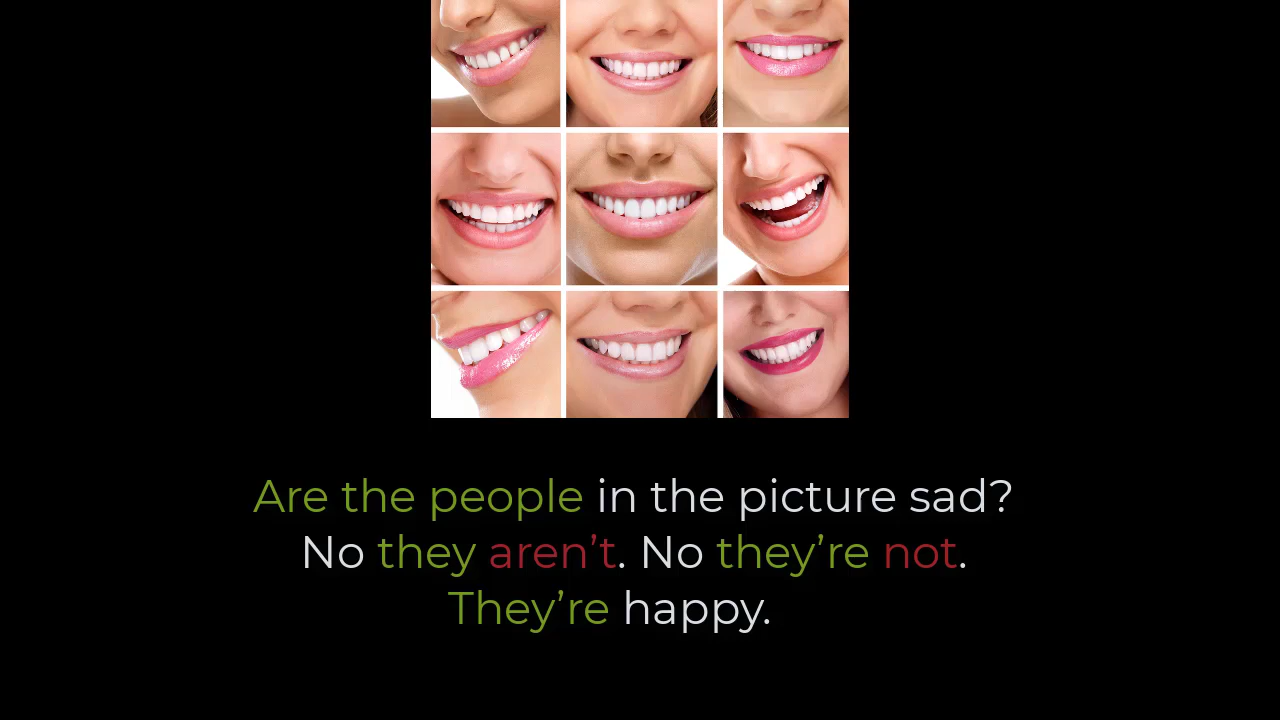 Are the people in the picture sad?
No they aren’t. No they’re not.
They’re happy.